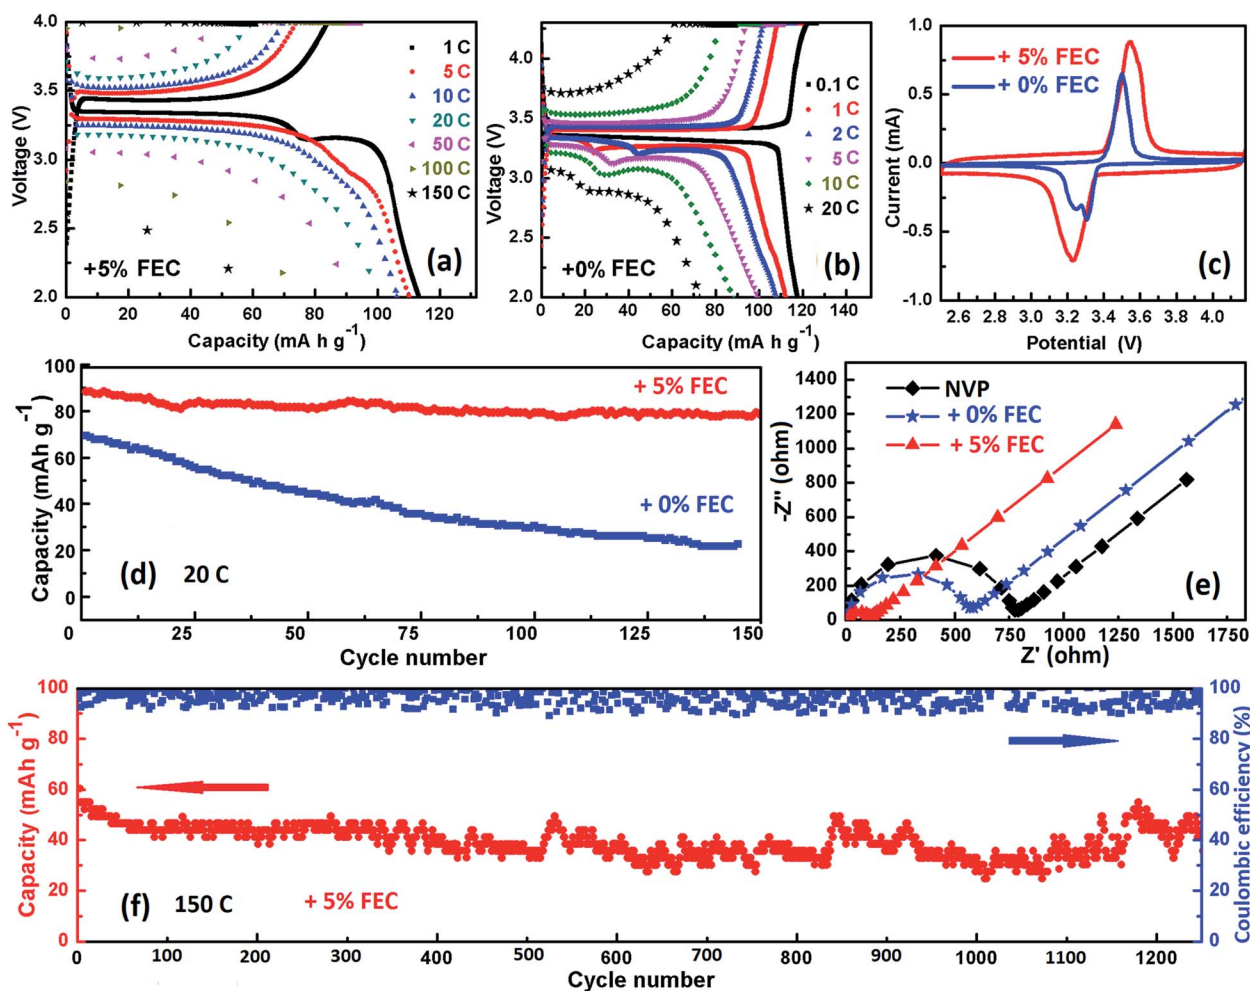 4.0
3.5
3.0
2.5
2.0
Voltage (V)
1 C
5 C
10 C
20 C
50 C
100 C
150 C
+5% FEC
(a)
0 20 40 60 80 100 120
Capacity (mA h g-1)
4.0
3.5
3.0
2.5
2.0
Voltage (V)
0.1 C
1 C
2 C
5 C
10 C
20 C
+0% FEC
(b)
0 20 40 60 80 100 120 140
Capacity (mA h g-1)
1.0
0.5
0.0
-0.5
-1.0
Current (mA)
+ 5% FEC
+ 0% FEC
(c)
2.6 2.8 3.0 3.2 3.4 3.6 3.8 4.0
Potential (V)
100
80
60
40
20
0
Capacity (mAh g-1)
+ 5% FEC
+ 0% FEC
(d) 20 C
0 25 50 75 100 125 150
Cycle number
1400
1200
1000
800
600
400
200
0
-Z" (ohm)
NVP
+ 0% FEC
+ 5% FEC
(e)
0 250 500 750 1000 1250 1500 1750
Z' (ohm)
100
80
60
40
20
0
Capacity (mAh g-1)
(f) 150 C + 5% FEC
100
80
60
40
20
0
Coulombic efficiency (%)
0 100 200 300 400 500 600 700 800 900 1000 1100 1200
Cycle number